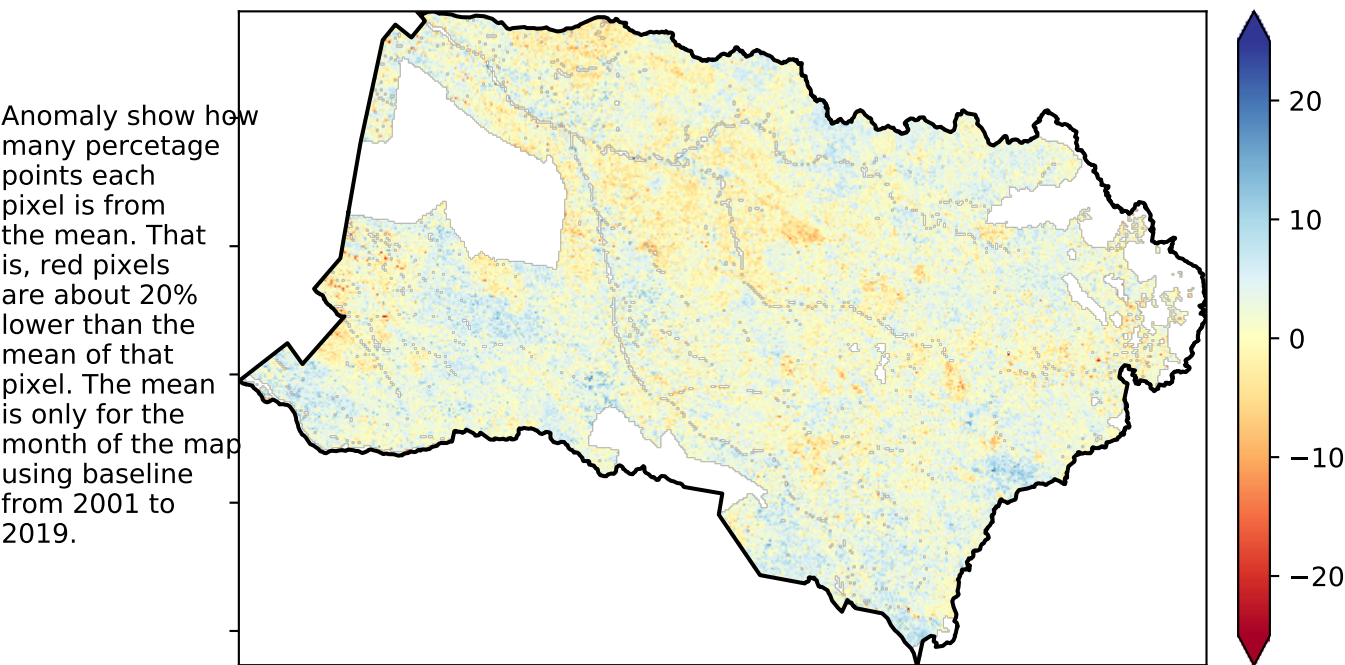 Anomaly show how
many percetage
points each
pixel is from
the mean. That
is, red pixels
are about 20%
lower than the
mean of that
pixel. The mean
is only for the
month of the map
using baseline
from 2001 to
2019.
20
10
0
−10
−20